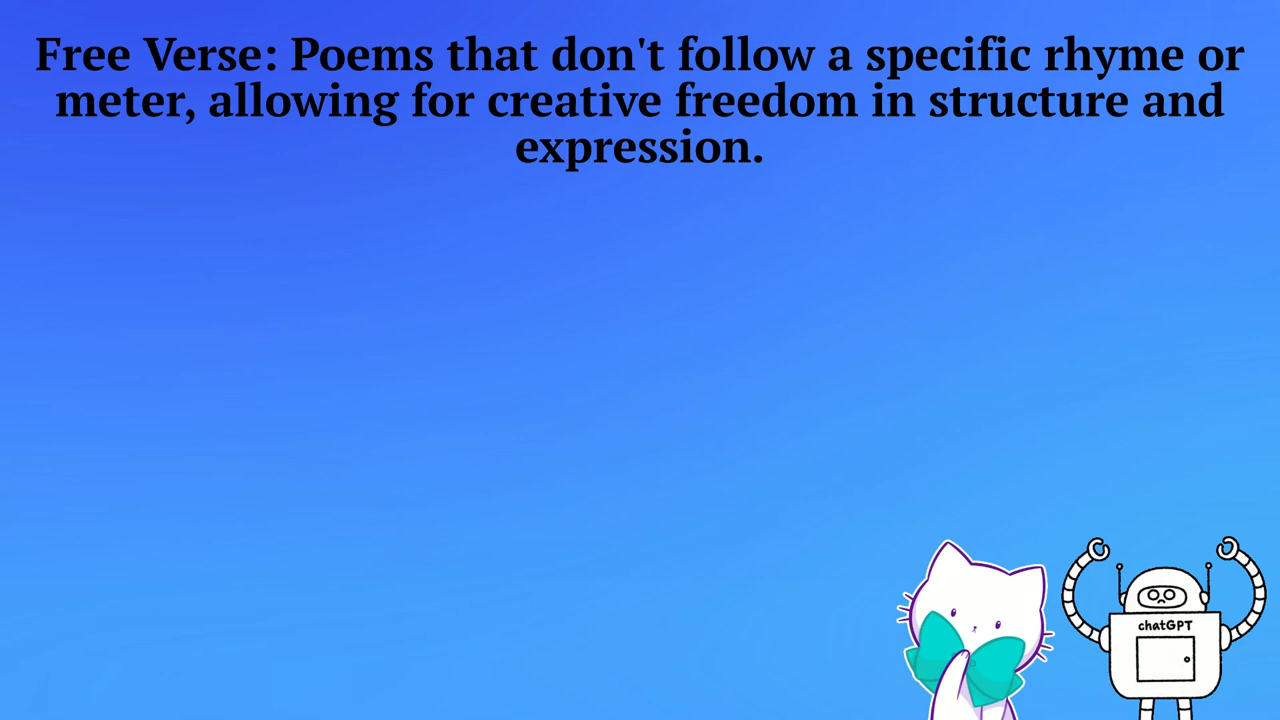 Free Verse: Poems that don't follow a specific rhyme or
meter, allowing for creative freedom in structure and
expression.
chatGPT